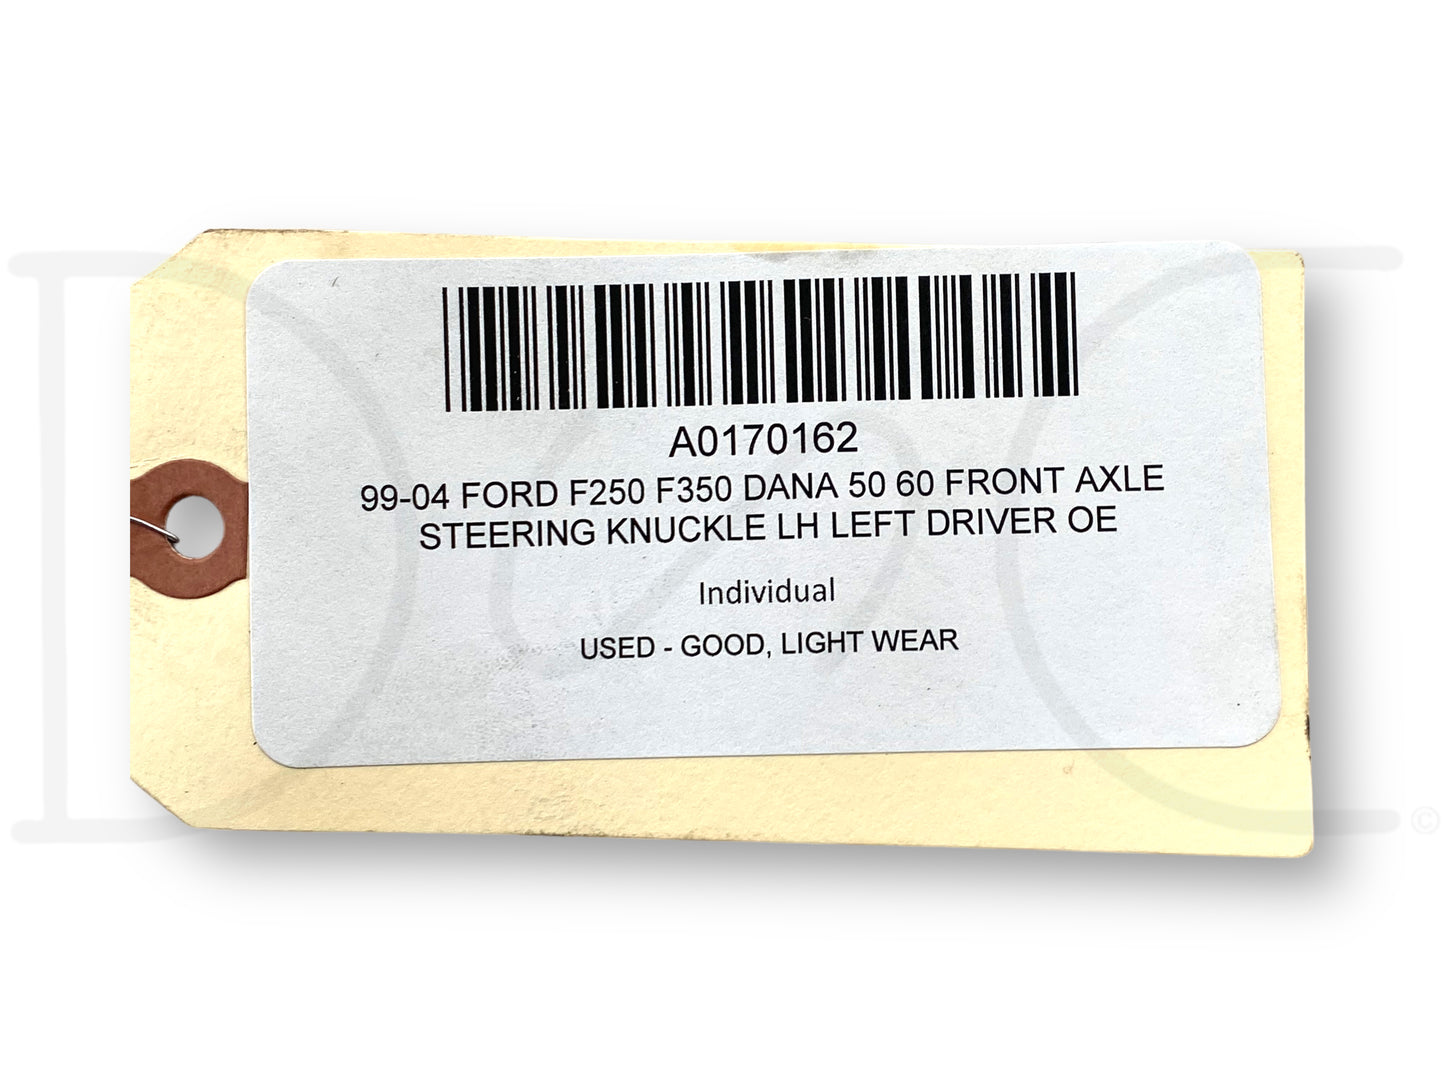 A0170162
99-04 FORD F250 F350 DANA 50 60 FRONT AXLE
STEERING KNUCKLE LH LEFT DRIVER OE
Individual
USED - GOOD, LIGHT WEAR
D C
©